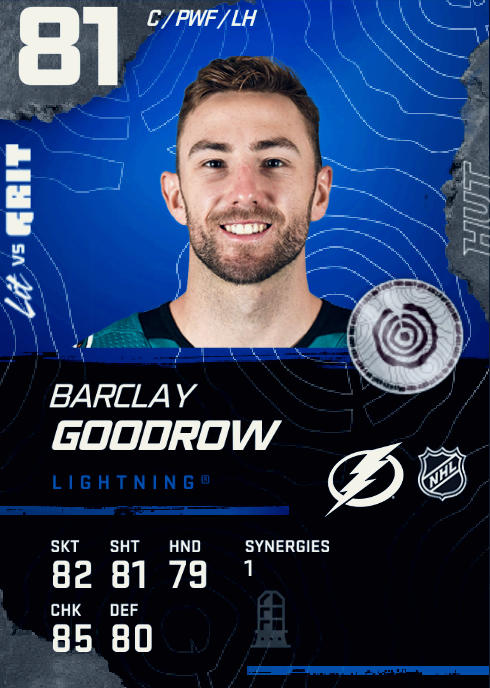 81
C / PWF / LH
Lit VS GRIT
HUT
BARCLAY
GOODROW
LIGHTNING®
NHL
SKT SHT HND SYNERGIES
82 81 79 1
CHK DEF
85 80